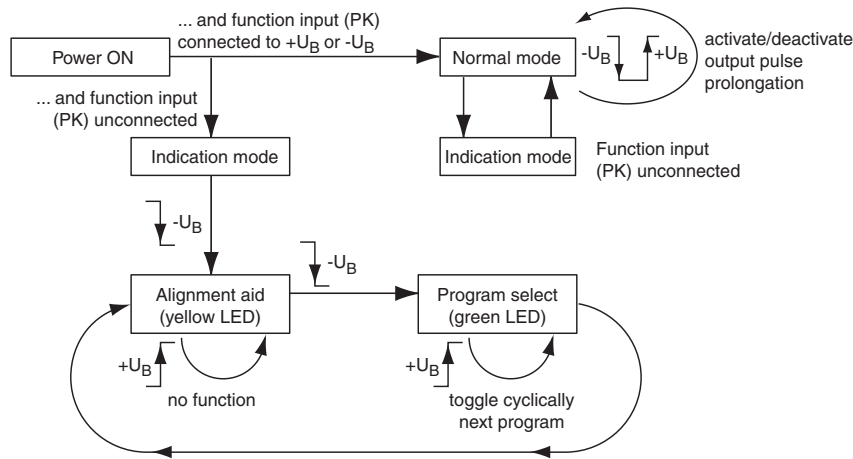 ... and function input (PK)
connected to +UB or -UB
Power ON
Normal mode
-UB
+UB
activate/deactivate
output pulse
prolongation
... and function input
(PK) unconnected
Indication mode
Indication mode
Function input
(PK) unconnected
-UB
-UB
Alignment aid
(yellow LED)
Program select
(green LED)
+UB
no function
+UB
toggle cyclically
next program